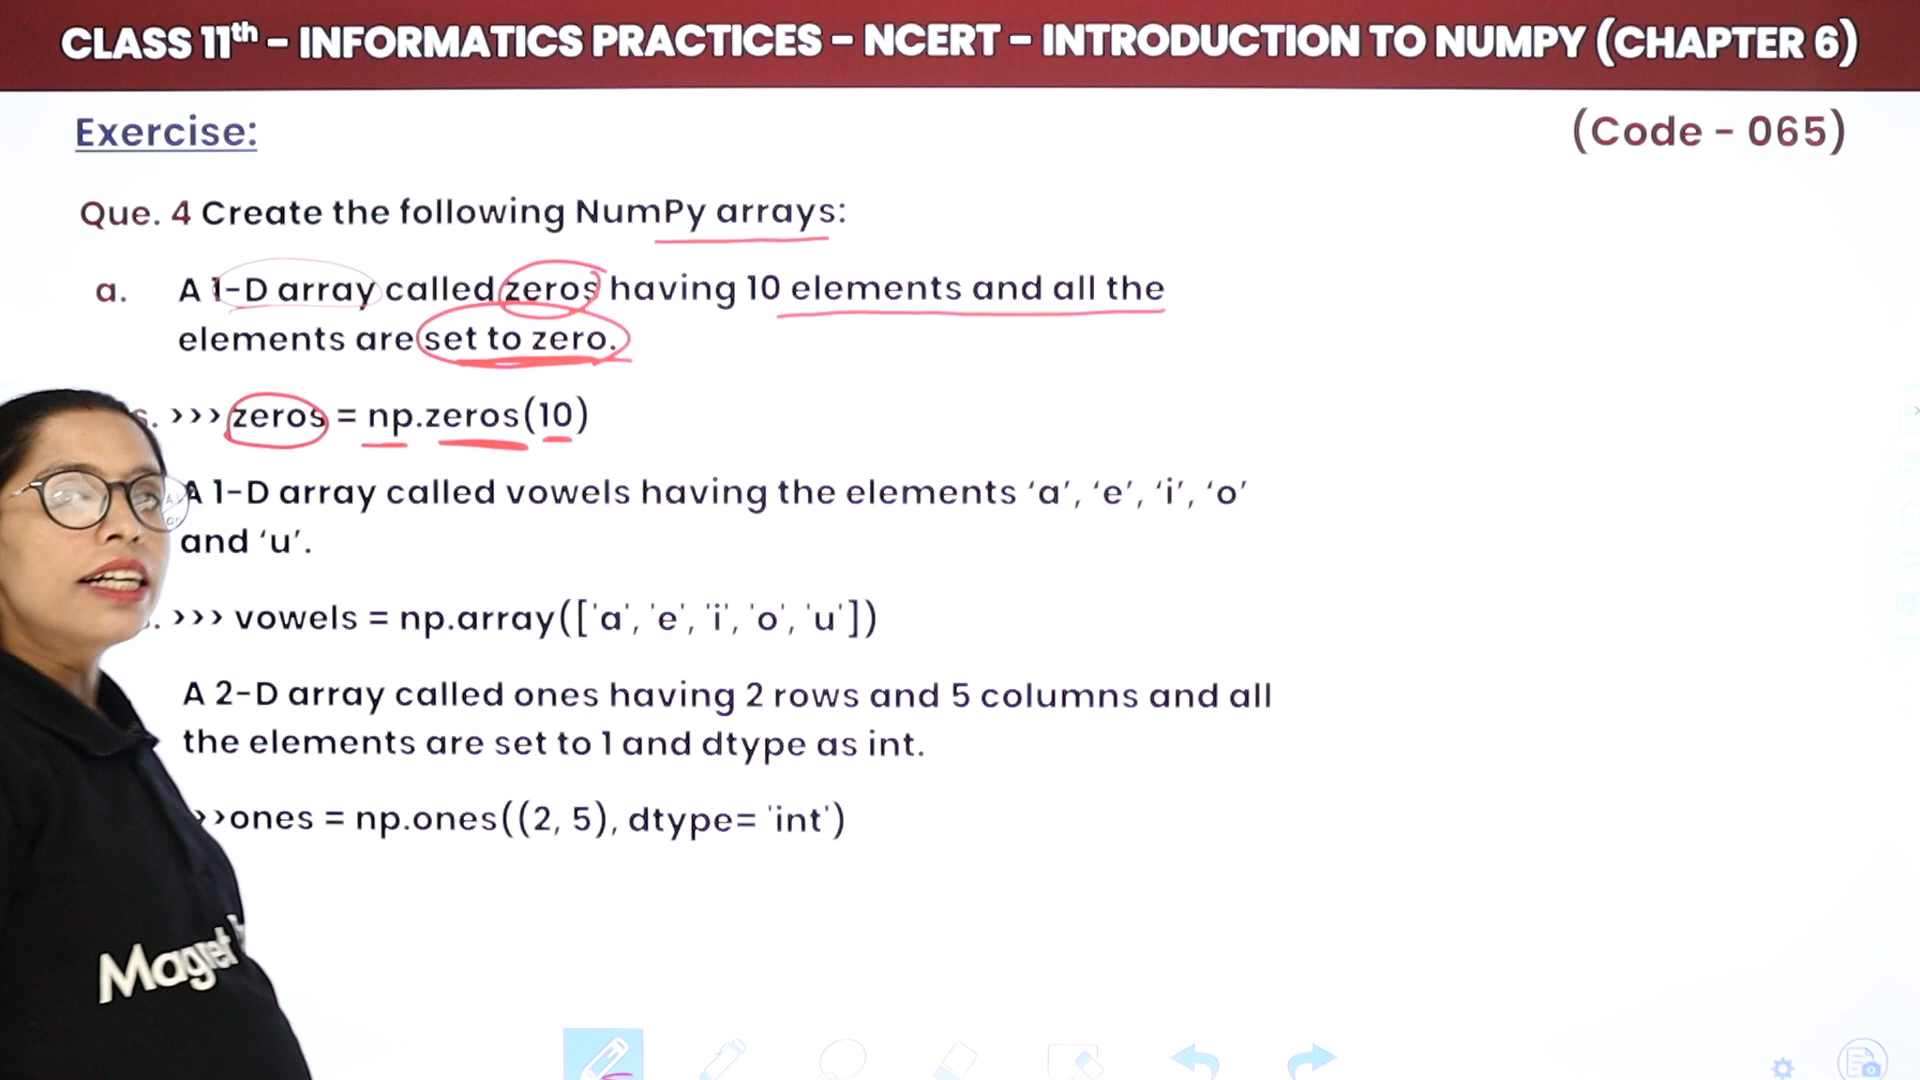 CLASS 11th - INFORMATICS PRACTICES - NCERT - INTRODUCTION TO NUMPY (CHAPTER 6)
Exercise:
(Code - 065)
Que. 4 Create the following NumPy arrays:
a. A 1-D array called zeros having 10 elements and all the
elements are set to zero.
s. >>> zeros = np.zeros(10)
A 1-D array called vowels having the elements ‘a’, ‘e’, ‘i’, ‘o’
and ‘u’.
>>> vowels = np.array(['a', 'e', 'i', 'o', 'u'])
A 2-D array called ones having 2 rows and 5 columns and all
the elements are set to 1 and dtype as int.
>>ones = np.ones((2, 5), dtype= 'int')
Magnet